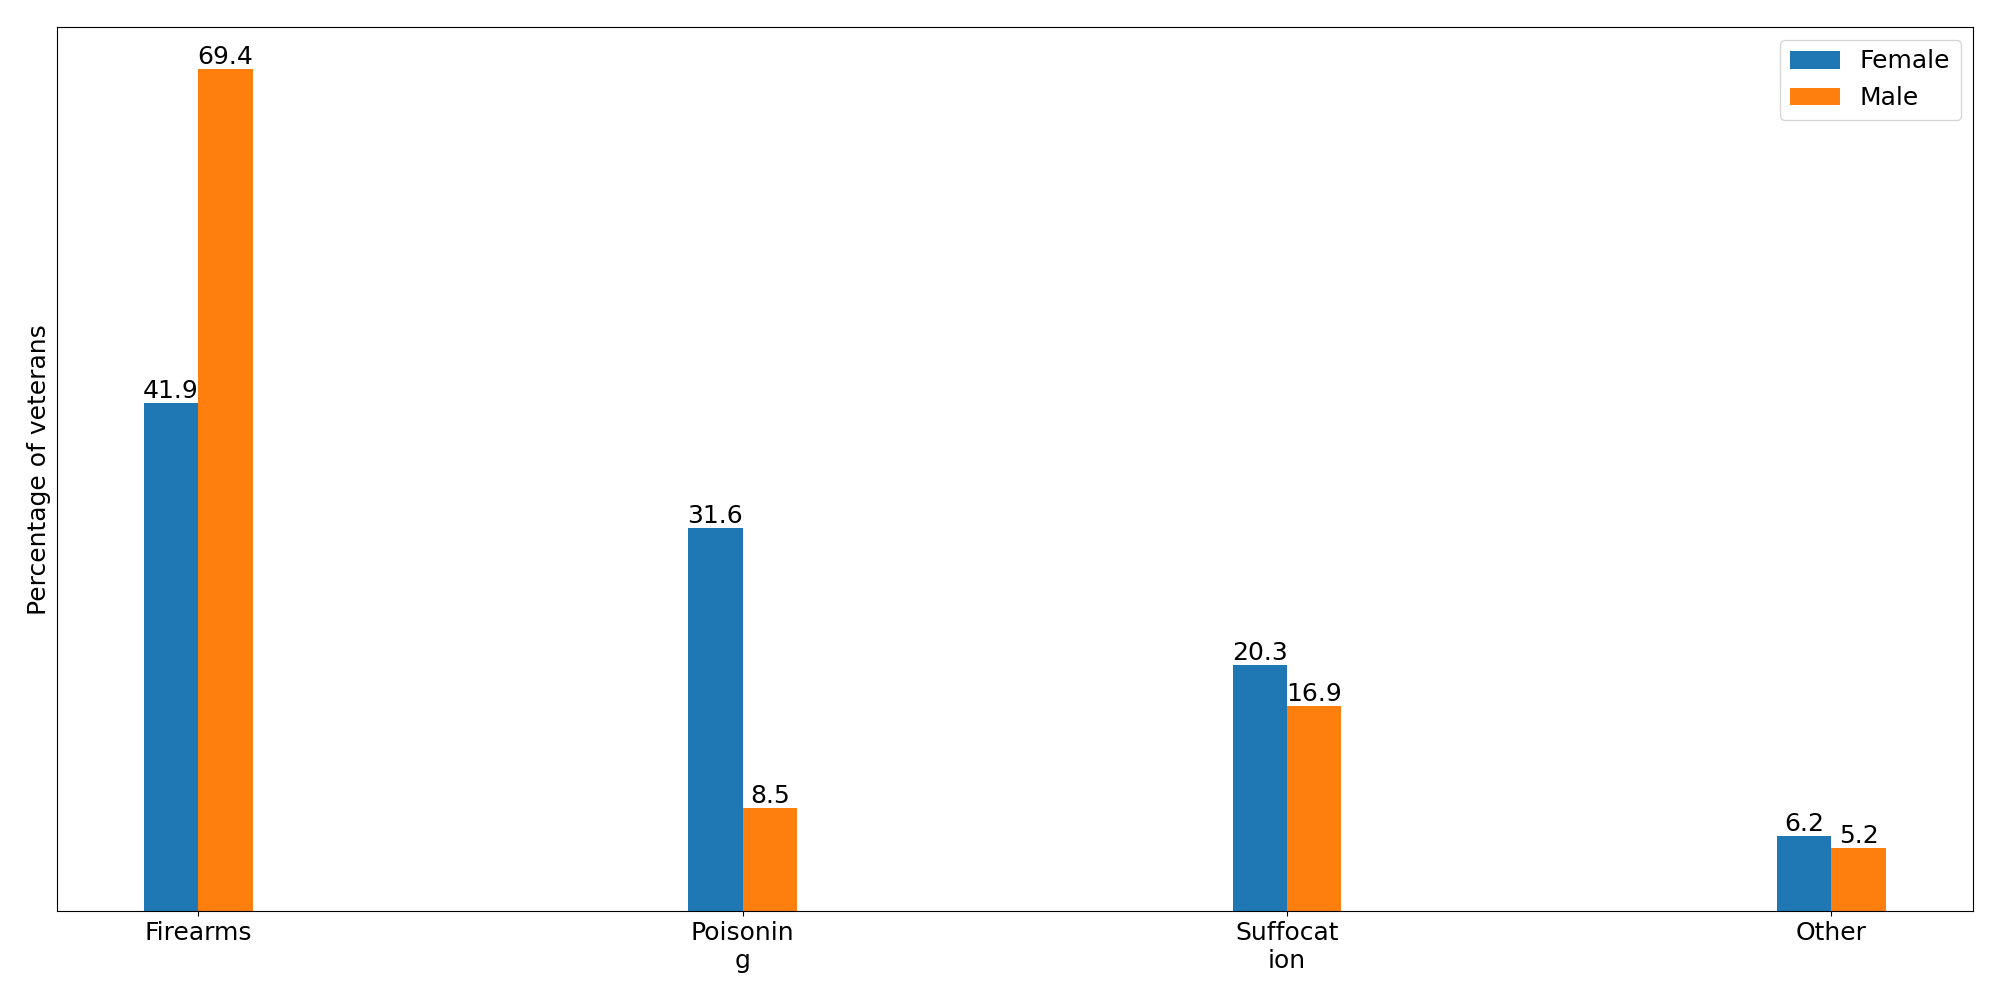 69.4
41.9
31.6
8.5
20.3
16.9
6.2
5.2
Female
Male
Percentage of veterans
Firearms
Poisonin
g
Suffocat
ion
Other